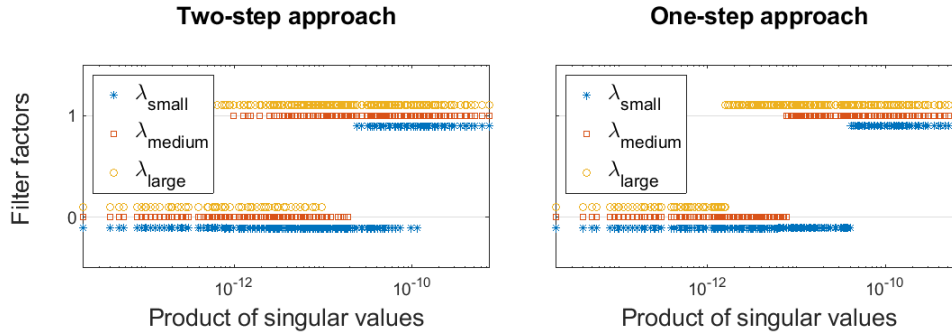 Two-step approach
One-step approach
Filter factors
1
0
λsmall
λmedium
λlarge
10-12
10-10
Product of singular values
λsmall
λmedium
λlarge
10-12
10-10
Product of singular values